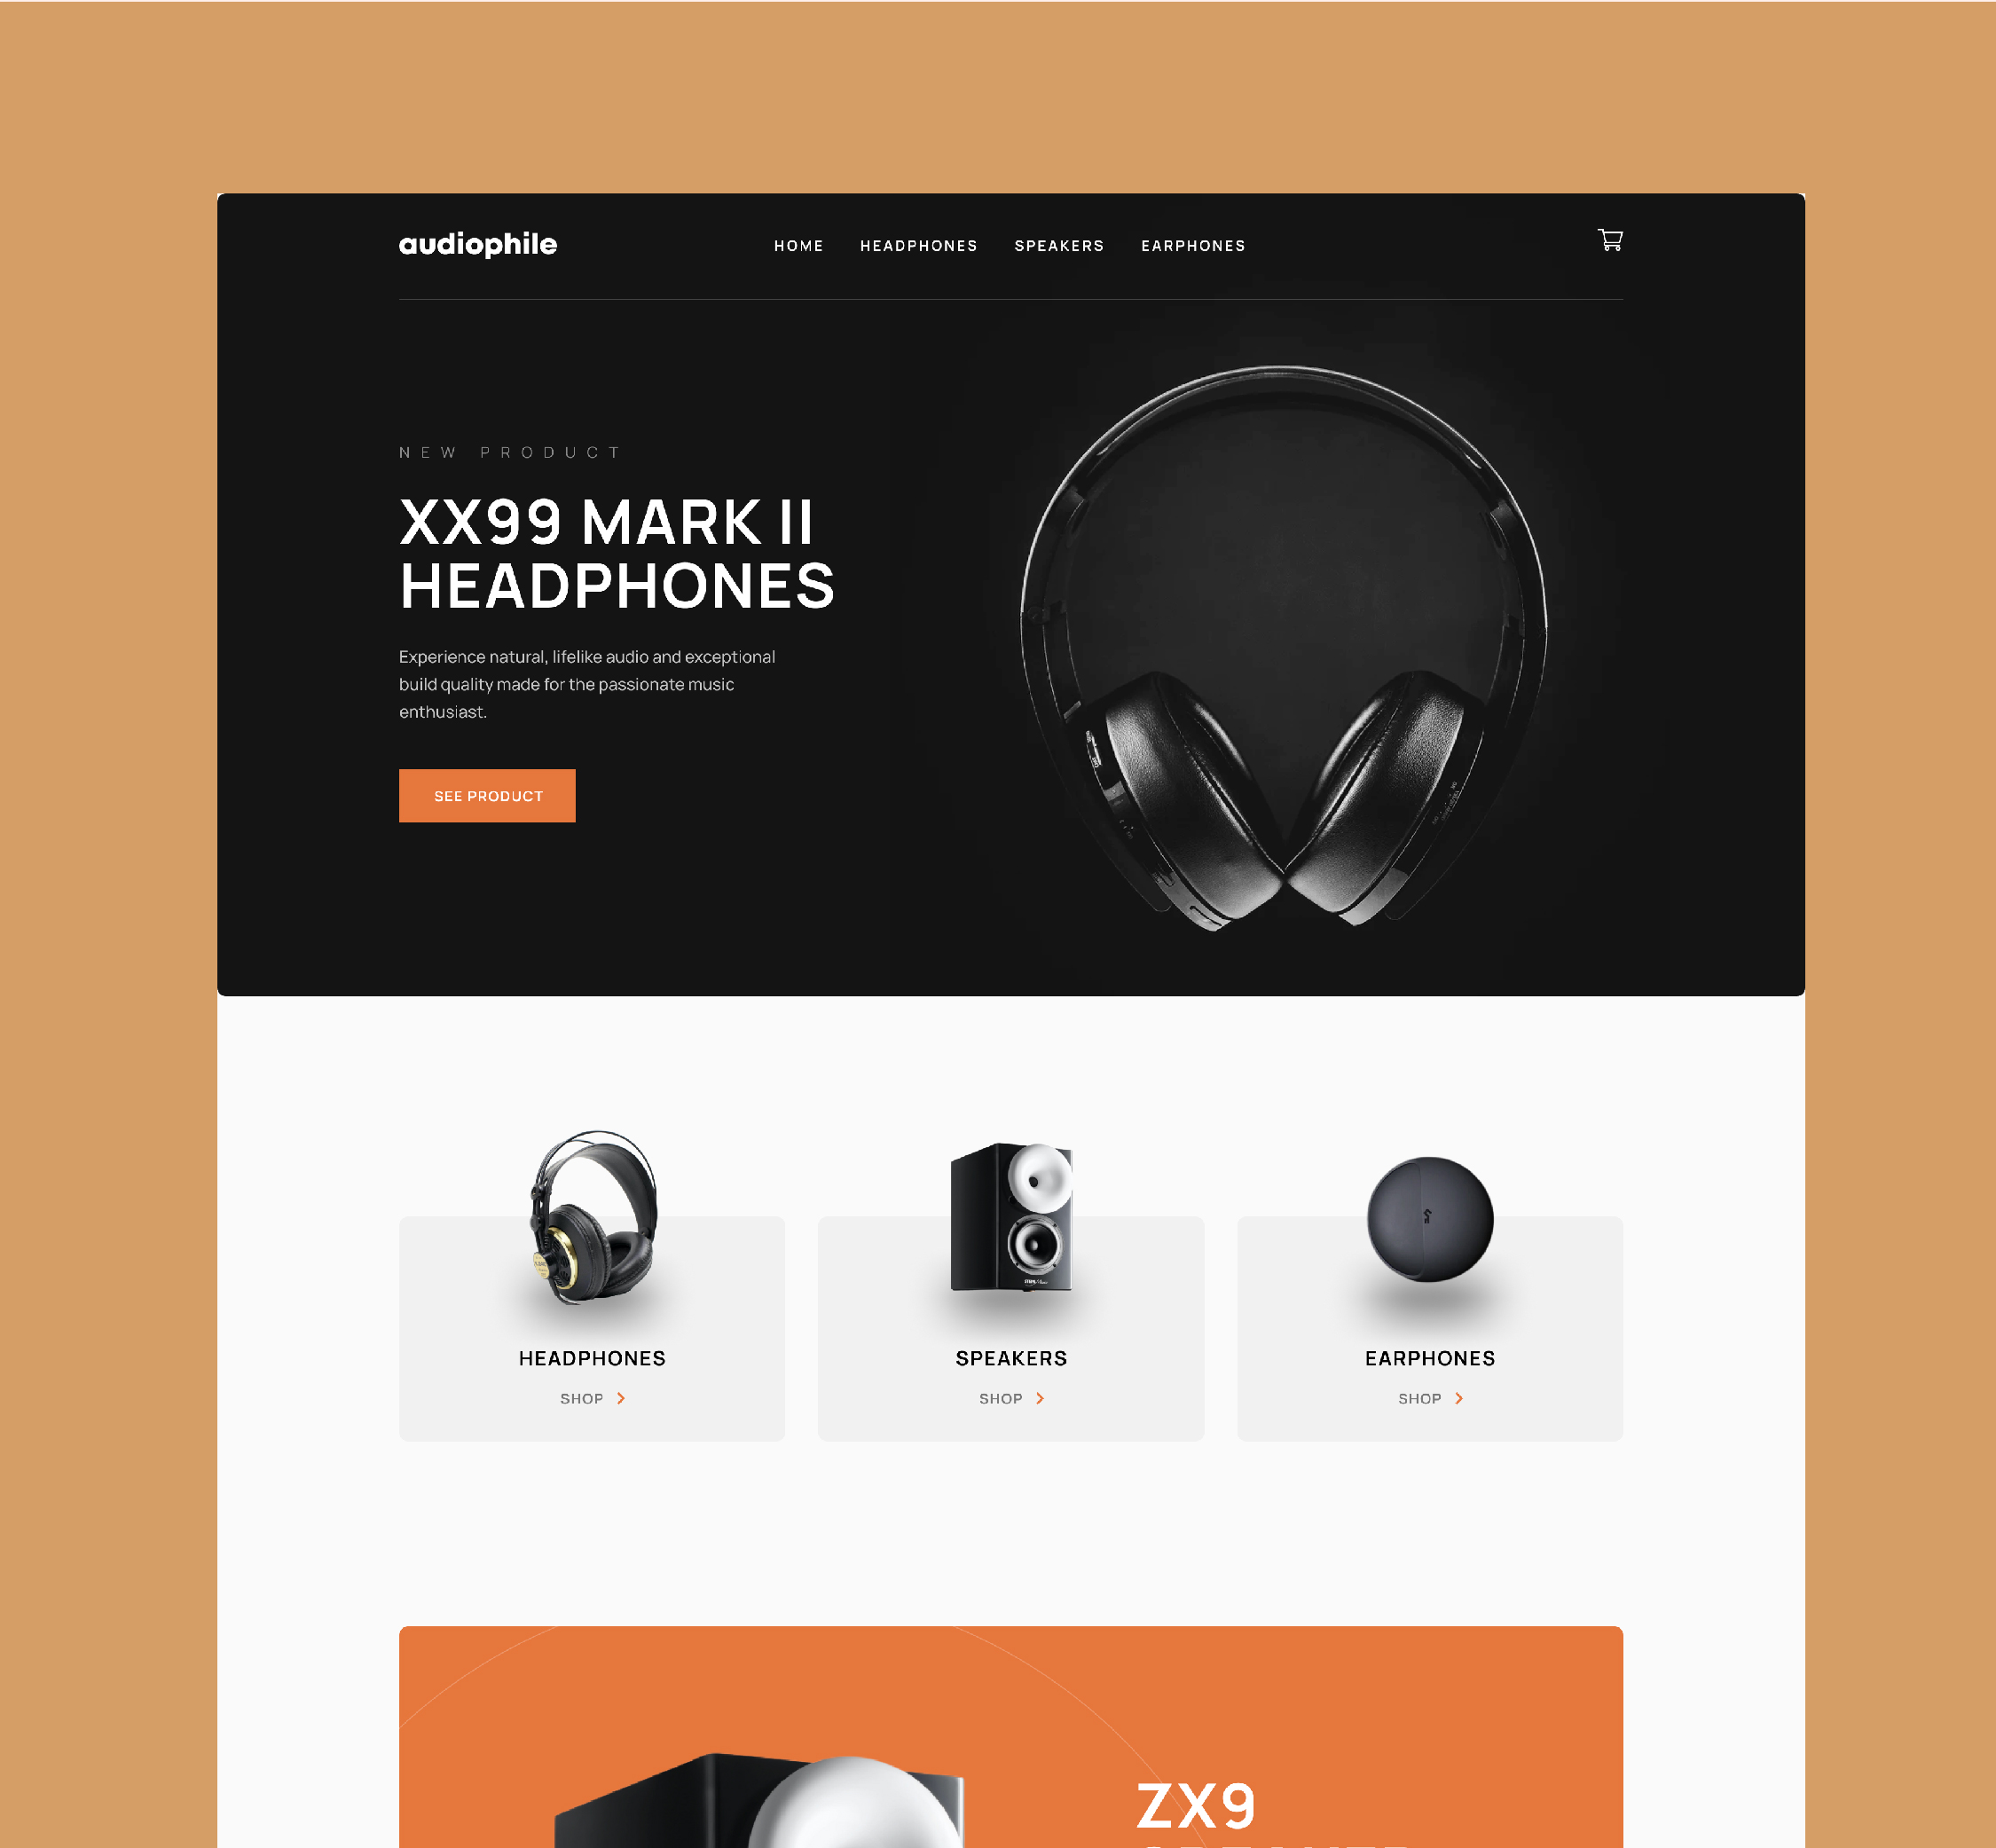 audiophile
HOME HEADPHONES SPEAKERS EARPHONES
NEW PRODUCT
XX99 MARK II
HEADPHONES
Experience natural, lifelike audio and exceptional
build quality made for the passionate music
enthusiast.
SEE PRODUCT
HEADPHONES
SHOP
SPEAKERS
SHOP
EARPHONES
SHOP
ZX9